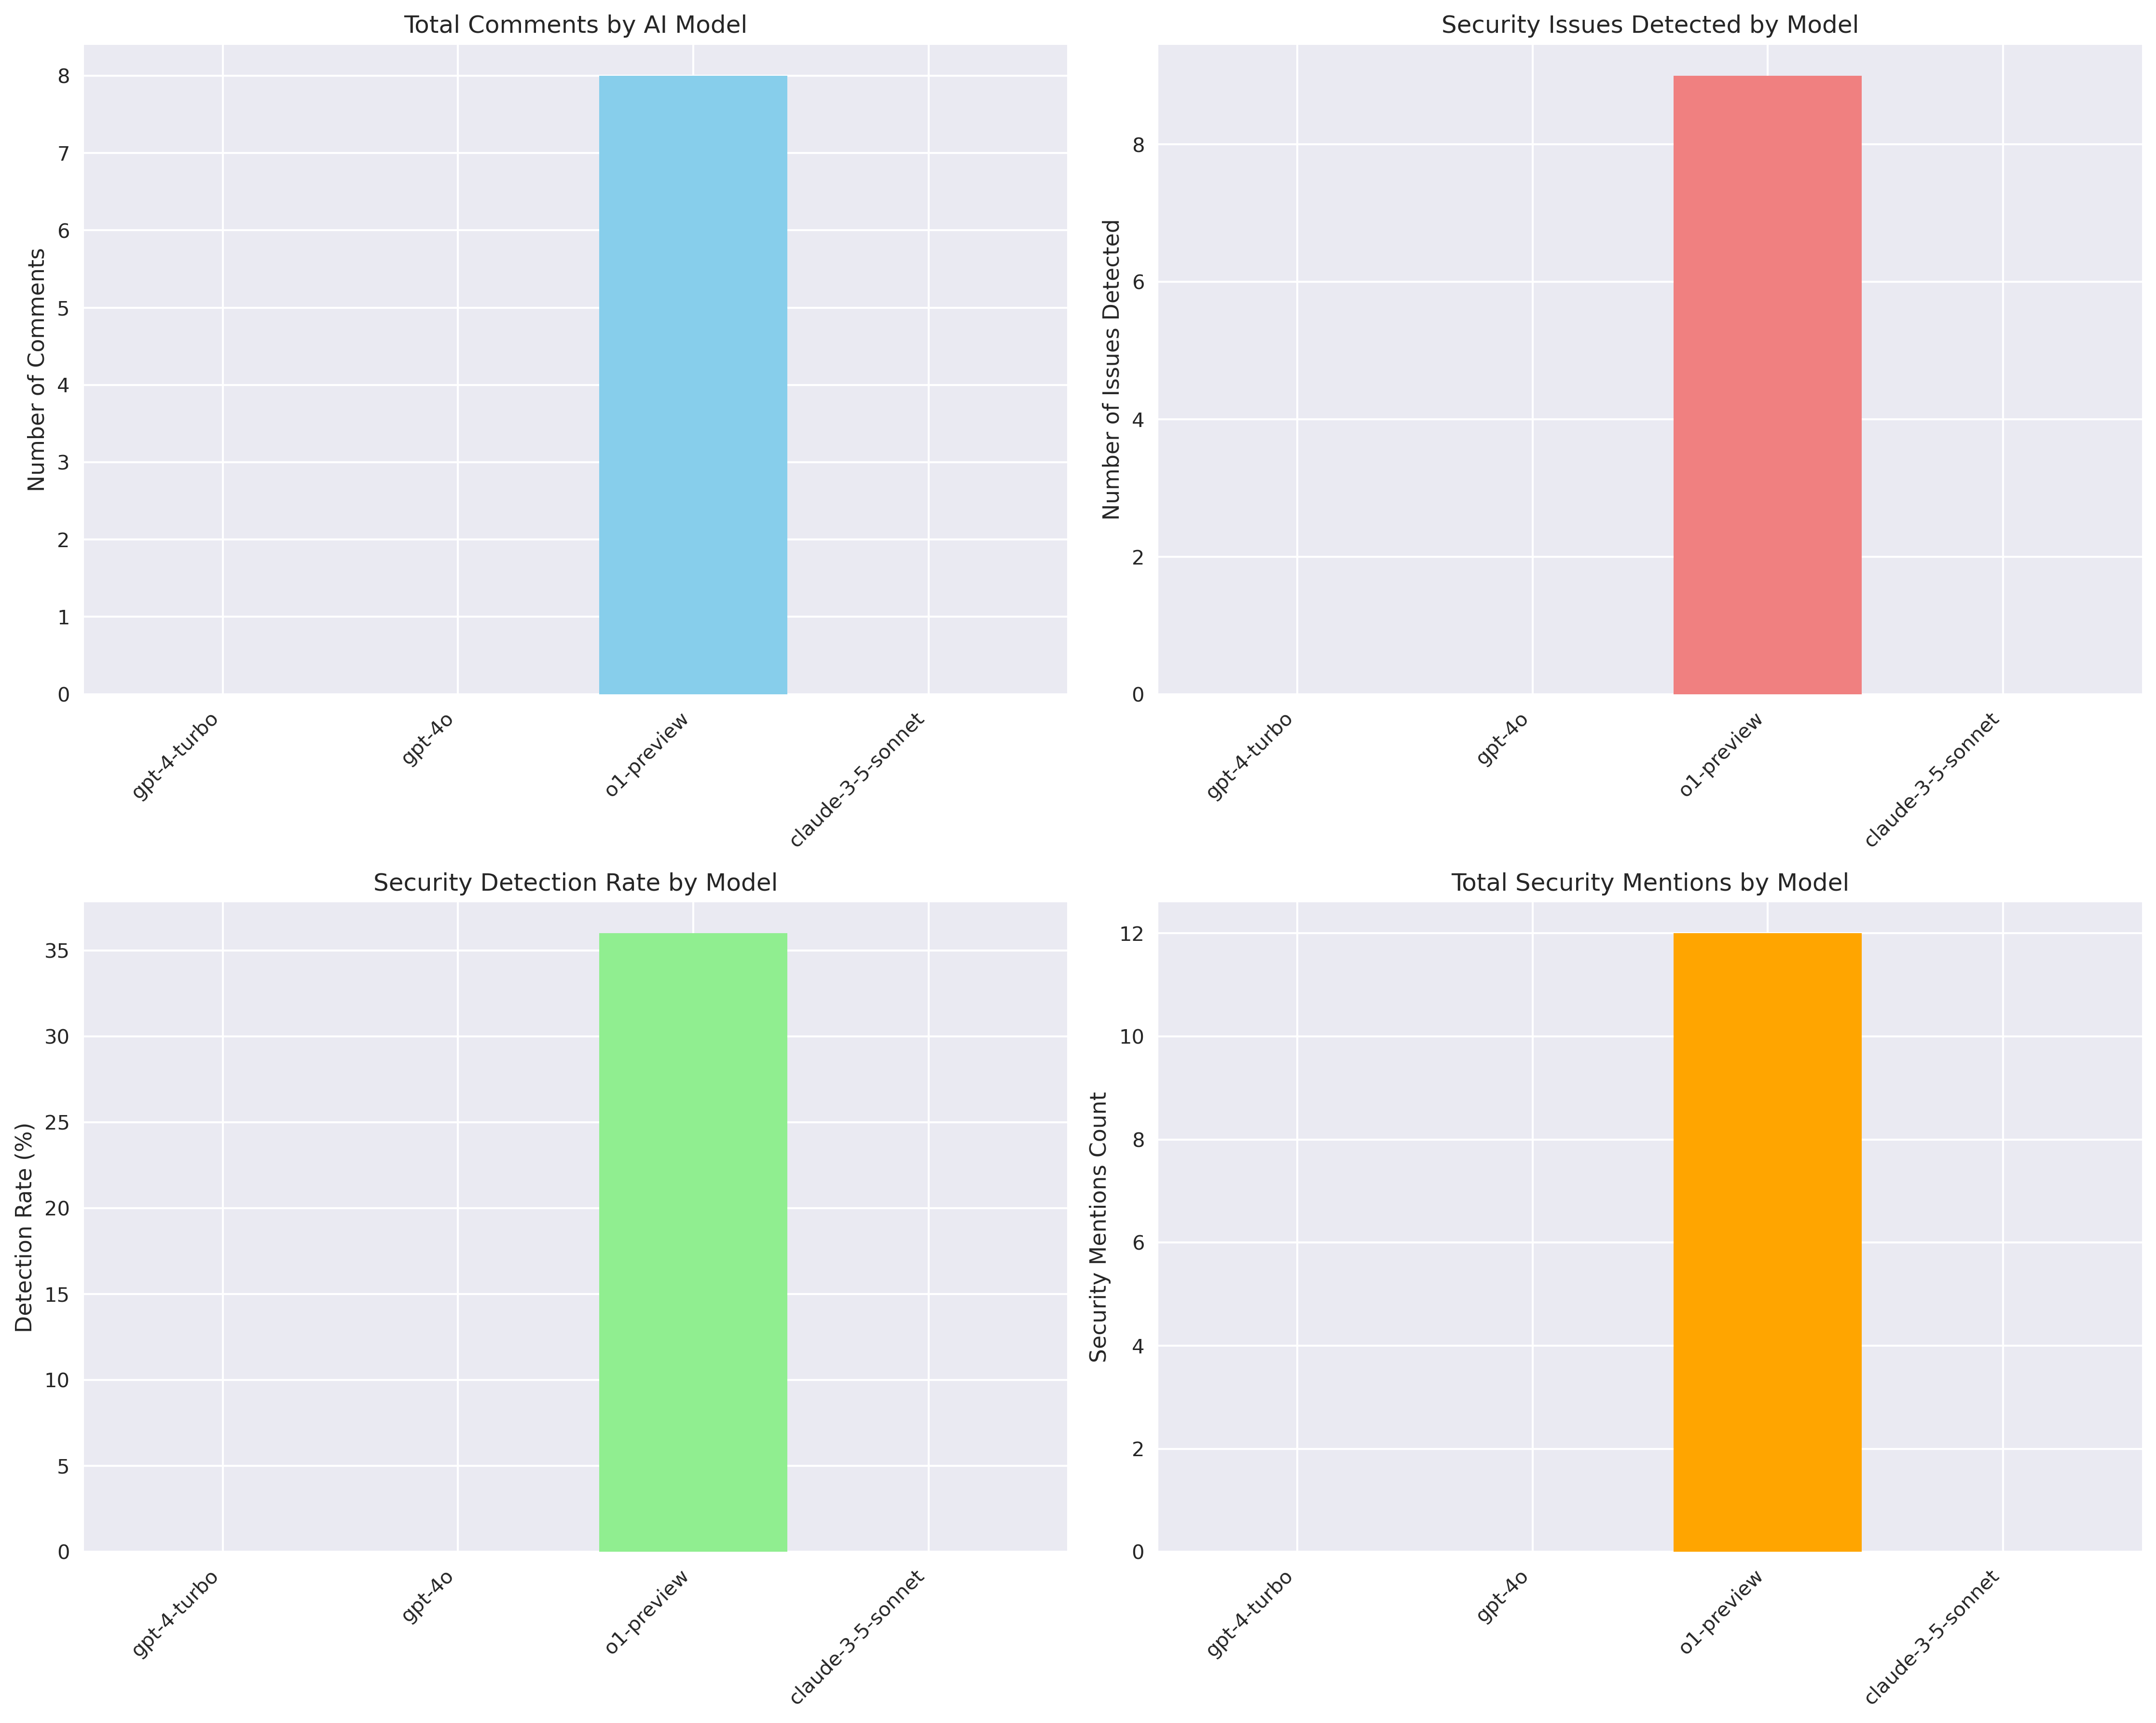 Total Comments by AI Model
Number of Comments
8
7
6
5
4
3
2
1
0
gpt-4-turbo
gpt-4o
o1-preview
claude-3-5-sonnet
Security Issues Detected by Model
Number of Issues Detected
8
6
4
2
0
gpt-4-turbo
gpt-4o
o1-preview
claude-3-5-sonnet
Security Detection Rate by Model
Detection Rate (%)
35
30
25
20
15
10
5
0
gpt-4-turbo
gpt-4o
o1-preview
claude-3-5-sonnet
Total Security Mentions by Model
Security Mentions Count
12
10
8
6
4
2
0
gpt-4-turbo
gpt-4o
o1-preview
claude-3-5-sonnet